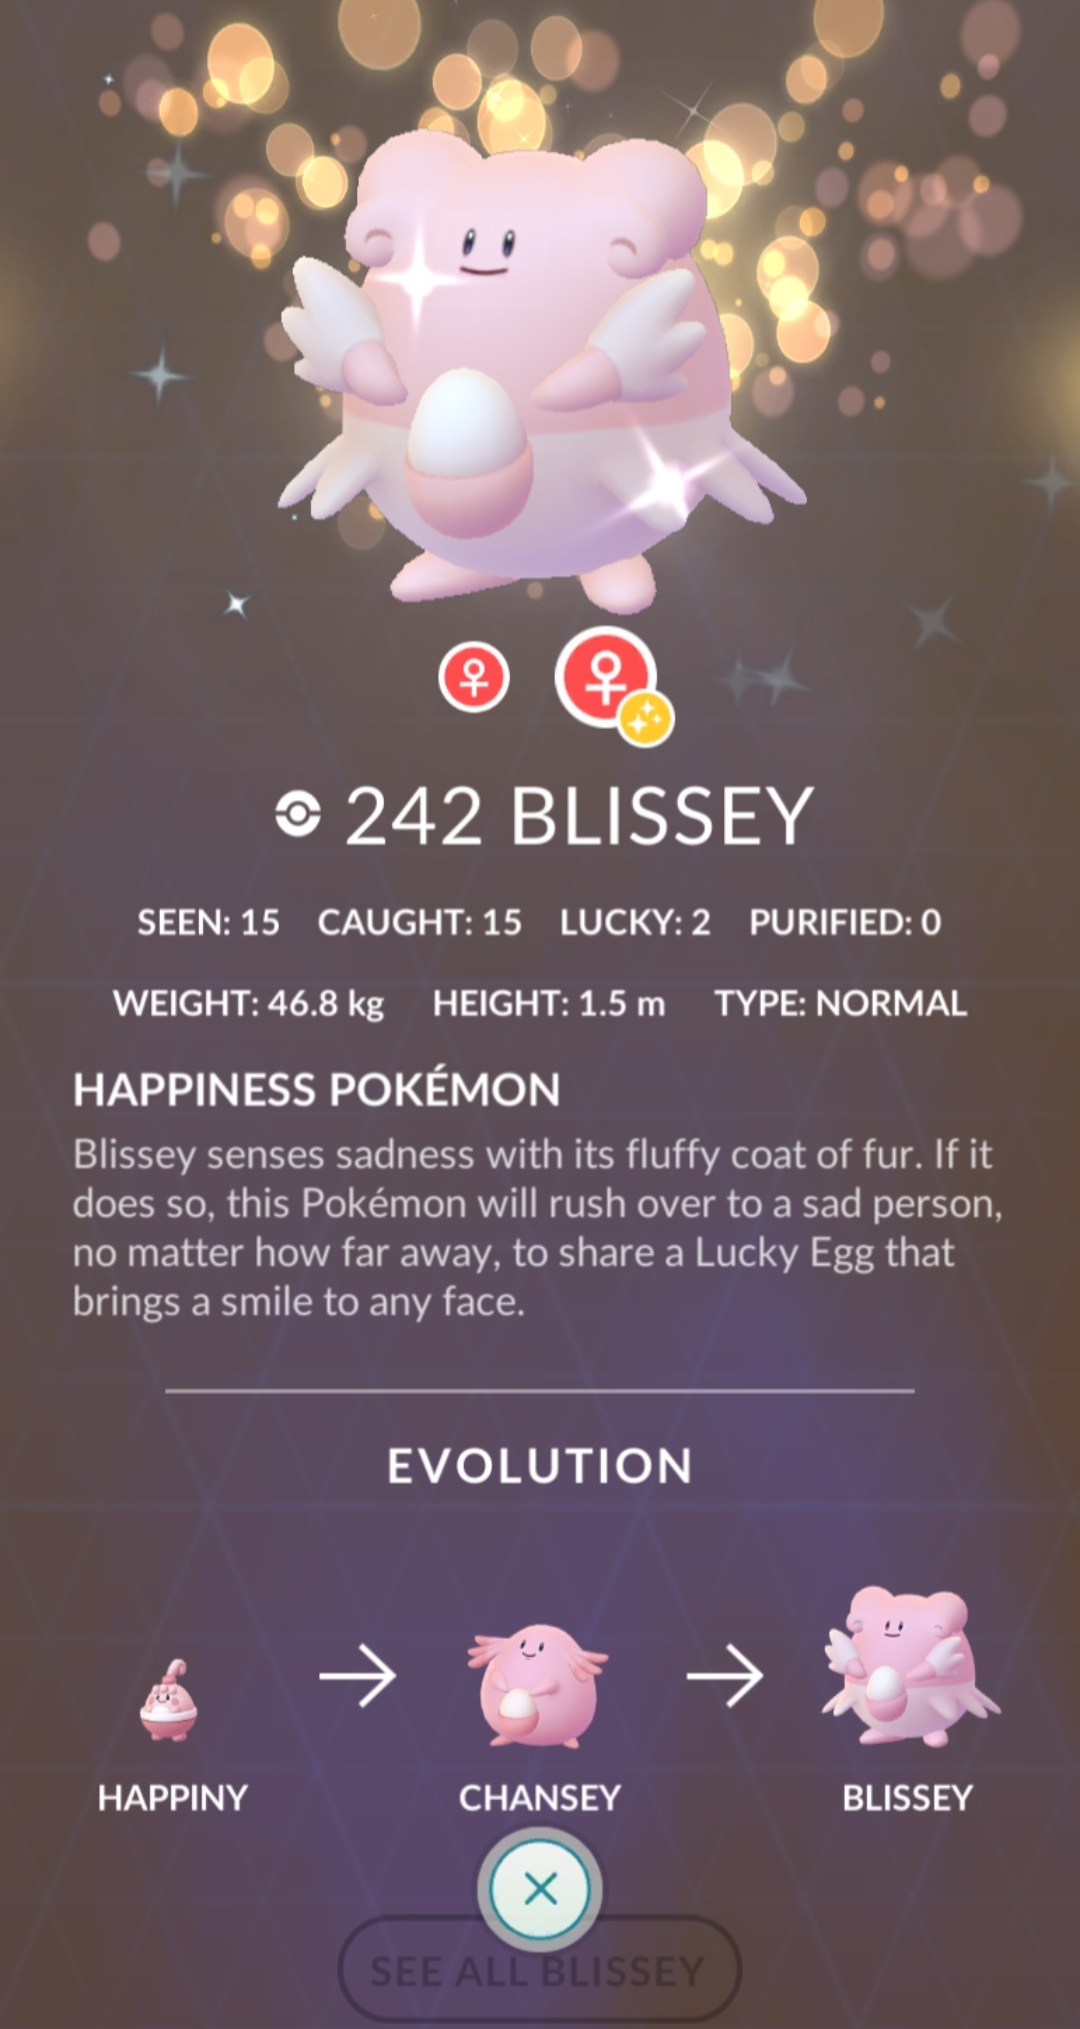 242 BLISSEY
SEEN: 15 CAUGHT: 15 LUCKY: 2 PURIFIED: 0
WEIGHT: 46.8 kg HEIGHT: 1.5 m TYPE: NORMAL
HAPPINESS POKÉMON
Blissey senses sadness with its fluffy coat of fur. If it
does so, this Pokémon will rush over to a sad person,
no matter how far away, to share a Lucky Egg that
brings a smile to any face.
EVOLUTION
HAPPINY CHANSEY BLISSEY
SEE ALL BLISSEY